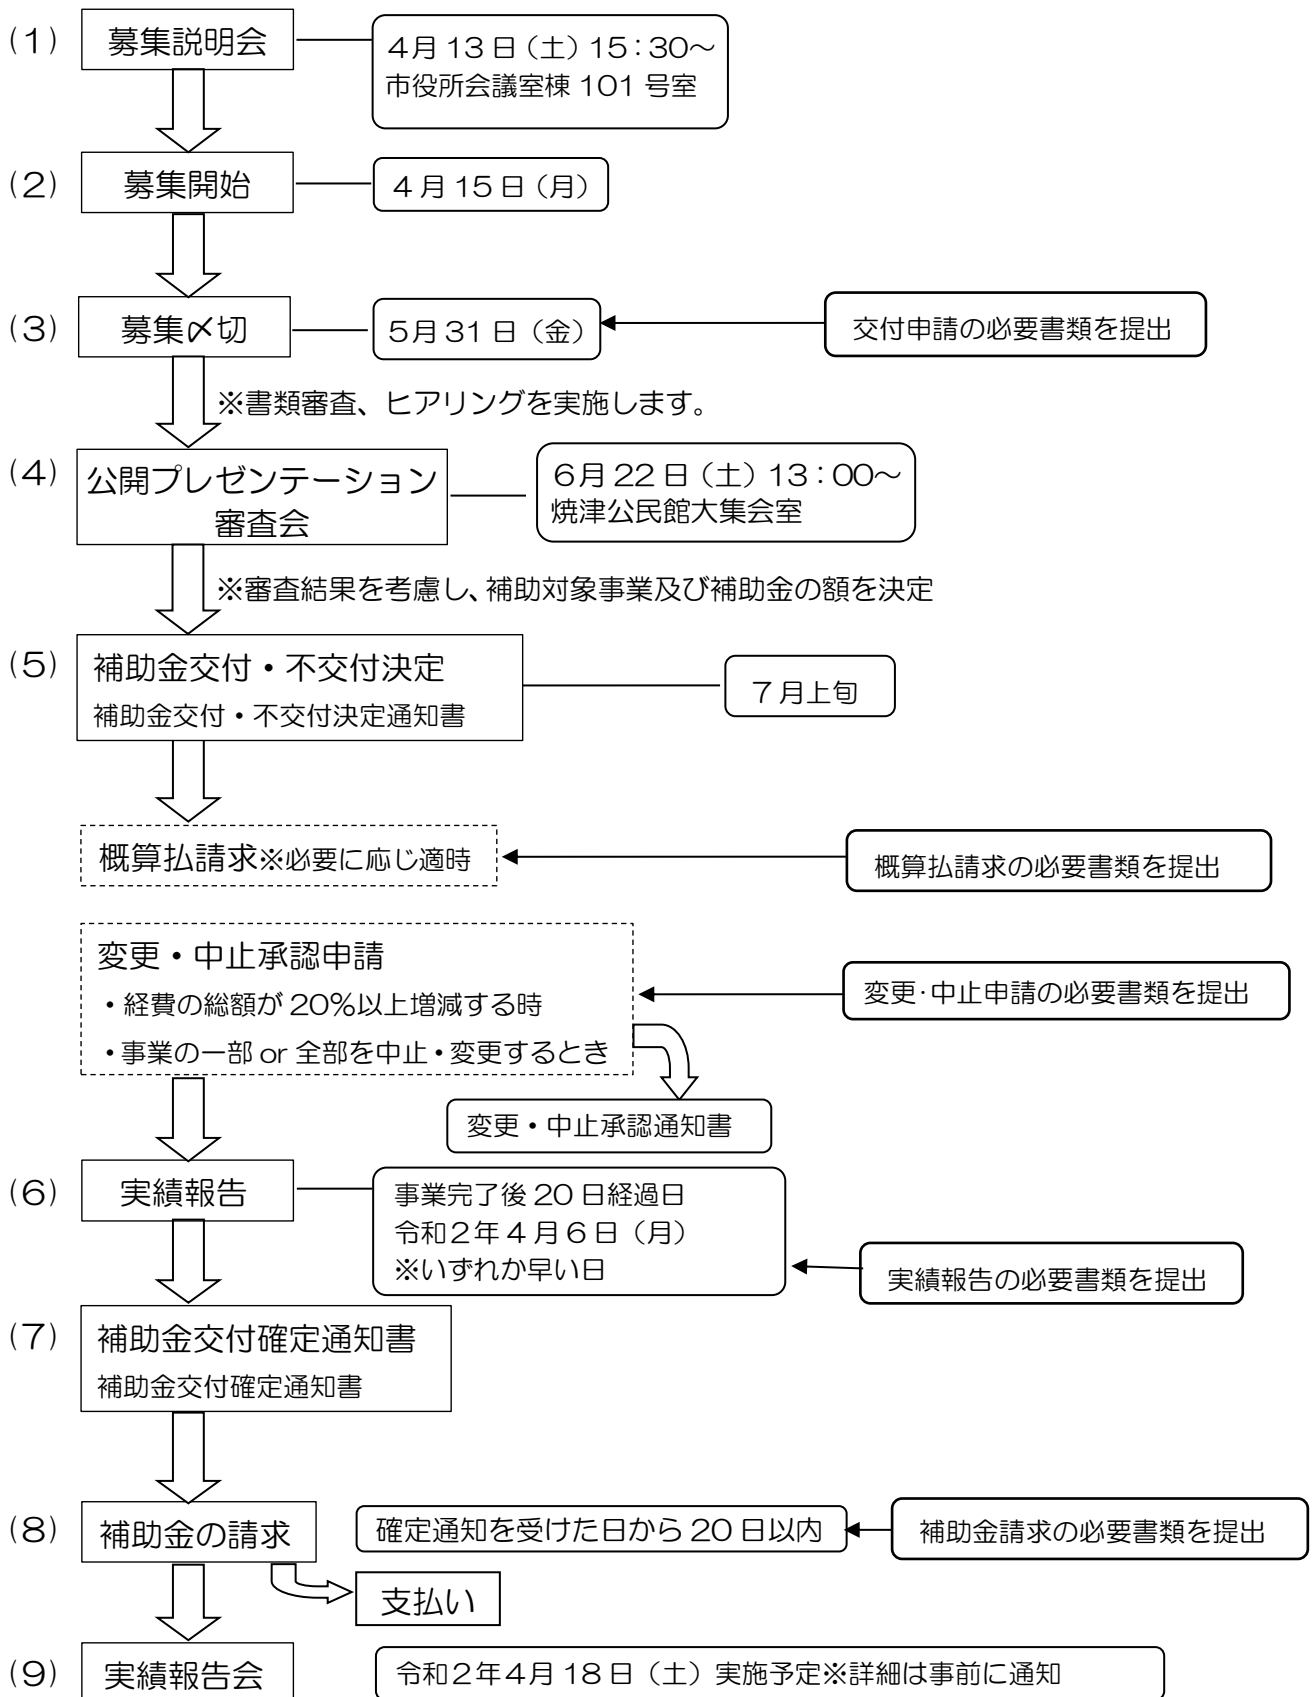 (1)
募集説明会
4月13日（土）15：30～
市役所会議室棟101号室
(2)
募集開始
4月15日（月）
(3)
募集〆切
5月31日（金）
交付申請の必要書類を提出
※書類審査、ヒアリングを実施します。
(4)
公開プレゼンテーション
審査会
6月22日（土）13：00～
焼津公民館大集会室
※審査結果を考慮し、補助対象事業及び補助金の額を決定
(5)
補助金交付・不交付決定
補助金交付・不交付決定通知書
7月上旬
概算払請求※必要に応じ適時
概算払請求の必要書類を提出
変更・中止承認申請
・経費の総額が20％以上増減する時
・事業の一部or全部を中止・変更するとき
変更・中止申請の必要書類を提出
変更・中止承認通知書
(6)
実績報告
事業完了後20日経過日
令和2年4月6日（月）
※いずれか早い日
実績報告の必要書類を提出
(7)
補助金交付確定通知書
補助金交付確定通知書
(8)
補助金の請求
確定通知を受けた日から20日以内
補助金請求の必要書類を提出
支払い
(9)
実績報告会
令和2年4月18日（土）実施予定※詳細は事前に通知